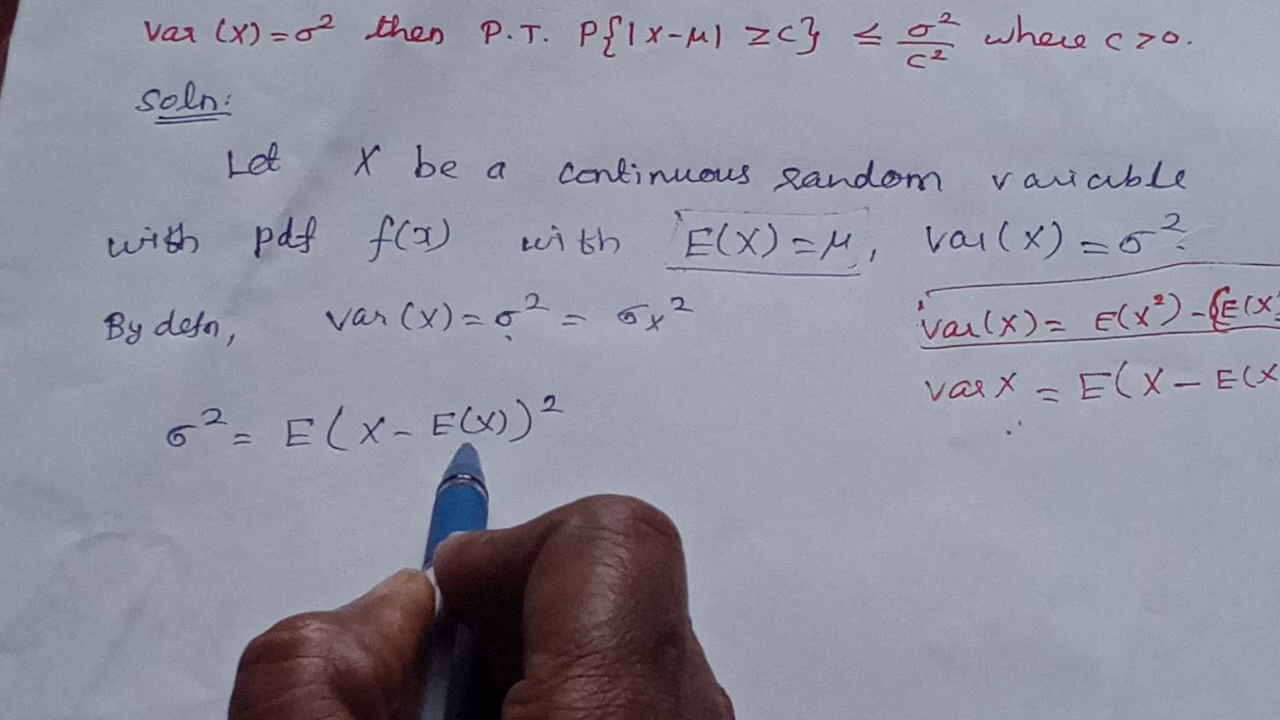 Var (X) = σ² then P.T. P{|X-μ| ≥ c} ≤ σ²/c² where c > 0.
Soln:
Let X be a continuous random variable
with pdf f(x) with E(X) = μ, Var(X) = σ².
By defn, Var(X) = σ² = σx²
Var(X) = E(X²) - {E(X
Var X = E(X - E(X
σ² = E(X - E(X))²